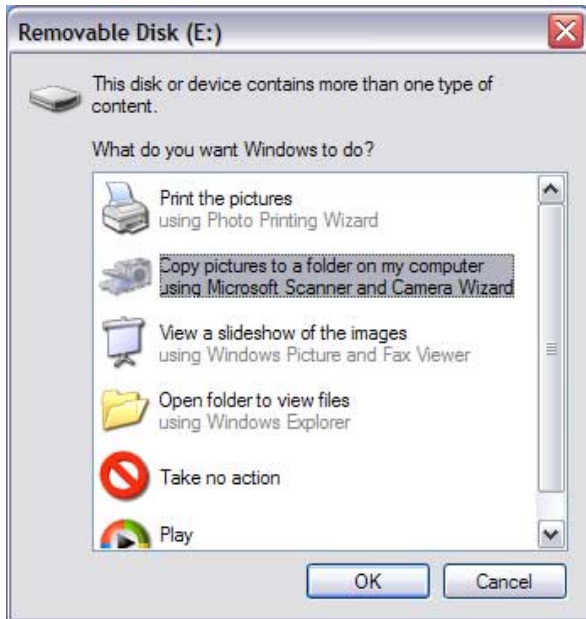 Removable Disk (E:)
This disk or device contains more than one type of
content.
What do you want Windows to do?
Print the pictures
using Photo Printing Wizard
Copy pictures to a folder on my computer
using Microsoft Scanner and Camera Wizard
View a slideshow of the images
using Windows Picture and Fax Viewer
Open folder to view files
using Windows Explorer
Take no action
Play
OK
Cancel